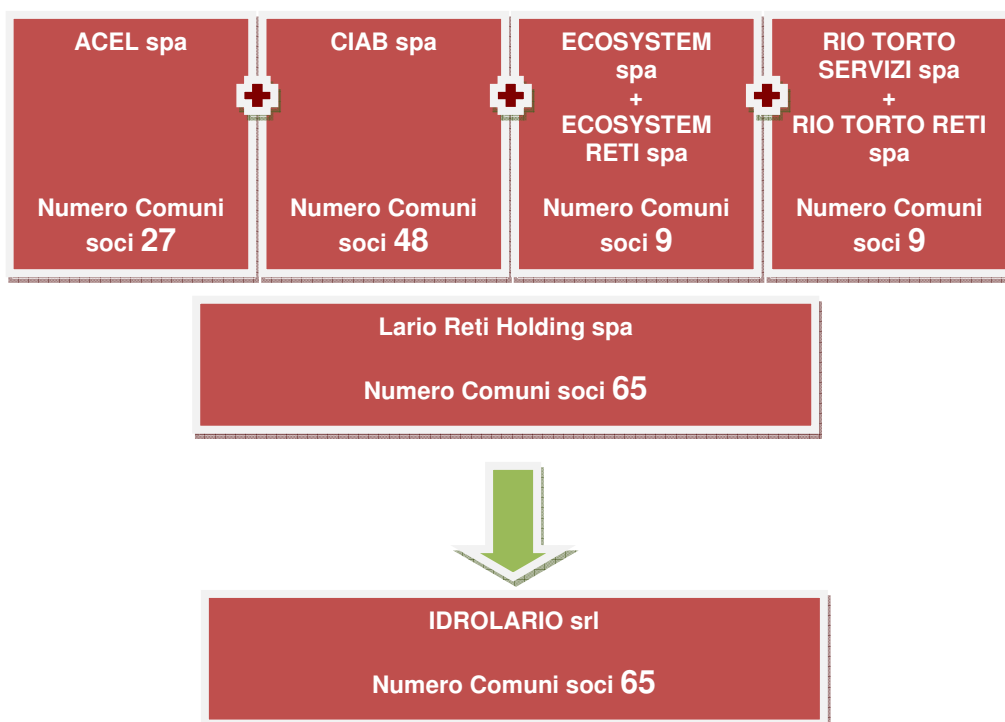 ACEL spa
Numero Comuni
soci 27
CIAB spa
Numero Comuni
soci 48
ECOSYSTEM
spa
+
ECOSYSTEM
RETI spa
Numero Comuni
soci 9
RIO TORTO
SERVIZI spa
+
RIO TORTO RETI
spa
Numero Comuni
soci 9
Lario Reti Holding spa
Numero Comuni soci 65
IDROLARIO srl
Numero Comuni soci 65